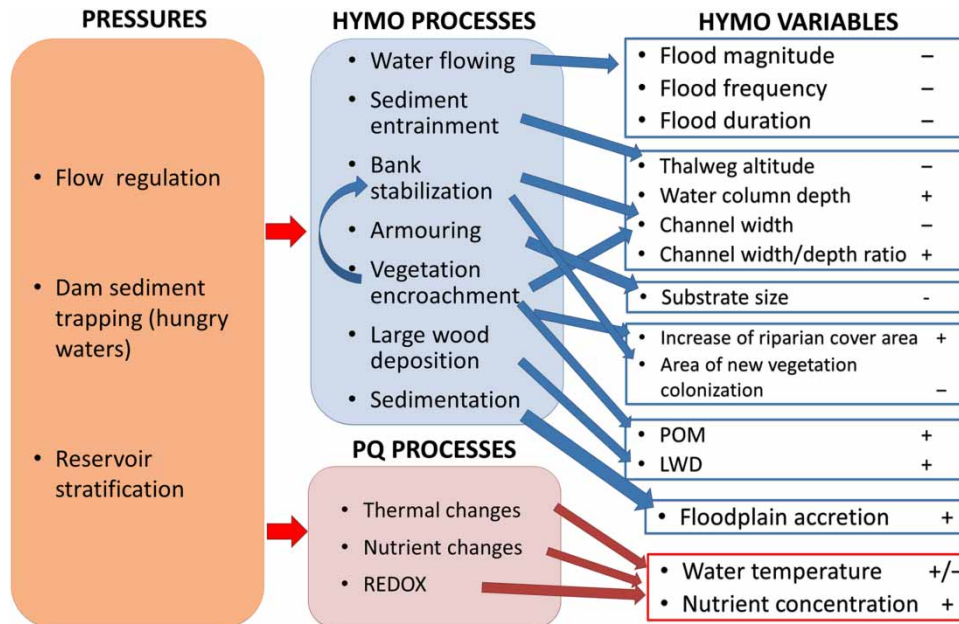 PRESSURES
• Flow regulation
• Dam sediment
trapping (hungry
waters)
• Reservoir
stratification
HYMO PROCESSES
• Water flowing
• Sediment
entrainment
• Bank
stabilization
• Armouring
• Vegetation
encroachment
• Large wood
deposition
• Sedimentation
PQ PROCESSES
• Thermal changes
• Nutrient changes
• REDOX
HYMO VARIABLES
• Flood magnitude –
• Flood frequency –
• Flood duration –
• Thalweg altitude –
• Water column depth +
• Channel width –
• Channel width/depth ratio +
• Substrate size -
• Increase of riparian cover area +
• Area of new vegetation
colonization –
• POM +
• LWD +
• Floodplain accretion +
• Water temperature +/–
• Nutrient concentration +